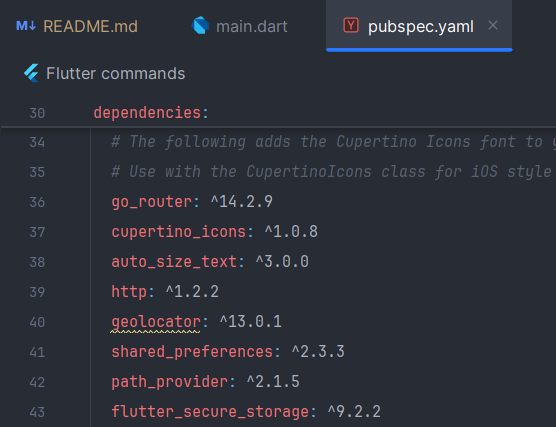 M↓ README.md main.dart pubspec.yaml ×
Flutter commands
30 dependencies:
34 # The following adds the Cupertino Icons font to
35 # Use with the CupertinoIcons class for iOS style
36 go_router: ^14.2.9
37 cupertino_icons: ^1.0.8
38 auto_size_text: ^3.0.0
39 http: ^1.2.2
40 geolocator: ^13.0.1
41 shared_preferences: ^2.3.3
42 path_provider: ^2.1.5
43 flutter_secure_storage: ^9.2.2